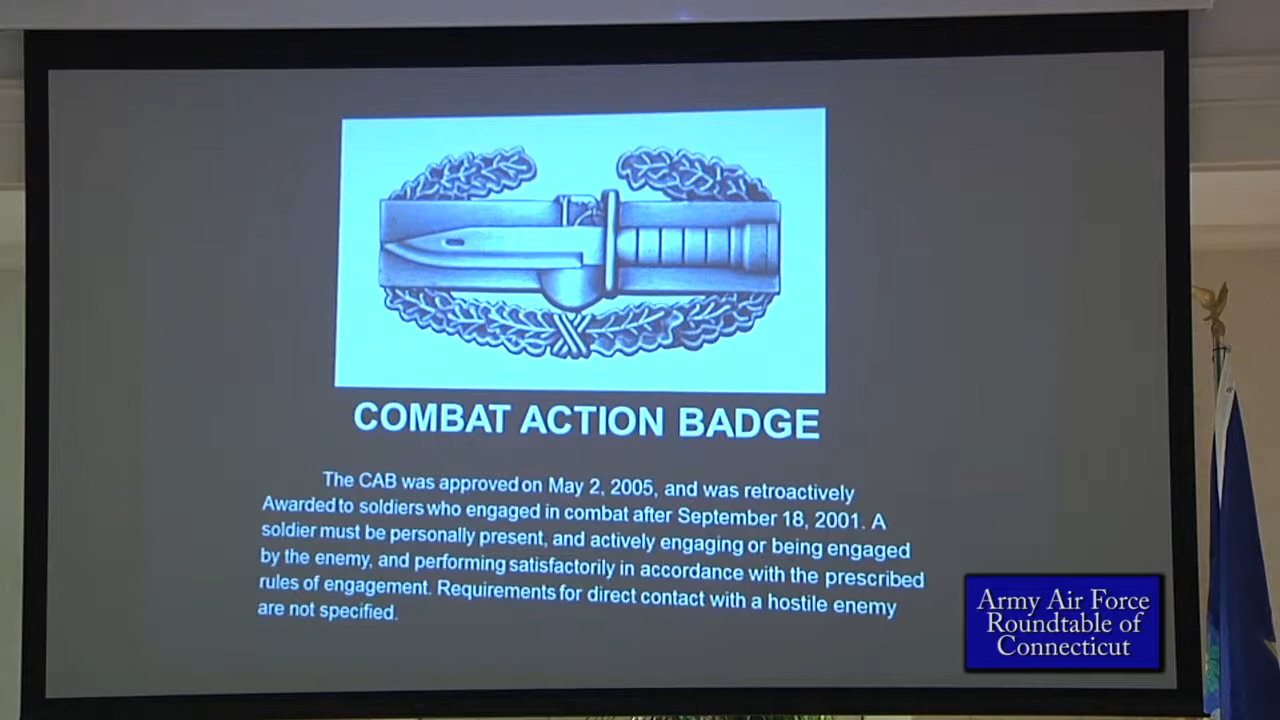 COMBAT ACTION BADGE
The CAB was approved on May 2, 2005, and was retroactively
Awarded to soldiers who engaged in combat after September 18, 2001. A
soldier must be personally present, and actively engaging or being engaged
by the enemy, and performing satisfactorily in accordance with the prescribed
rules of engagement. Requirements for direct contact with a hostile enemy
are not specified.
Army Air Force
Roundtable of
Connecticut